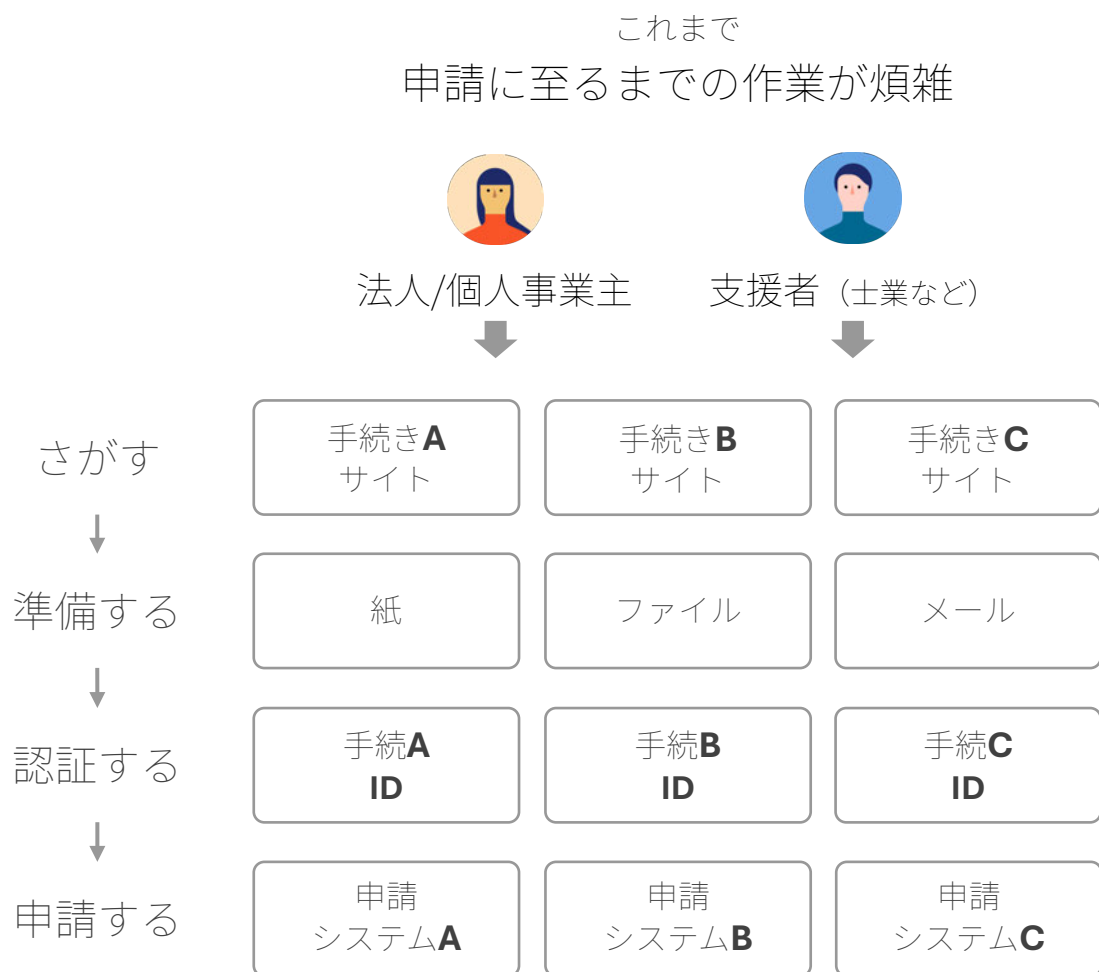 これまで
申請に至るまでの作業が煩雑
法人/個人事業主
支援者（士業など）
さがす
手続きA
サイト
手続きB
サイト
手続きC
サイト
準備する
紙
ファイル
メール
認証する
手続A
ID
手続B
ID
手続C
ID
申請する
申請
システムA
申請
システムB
申請
システムC